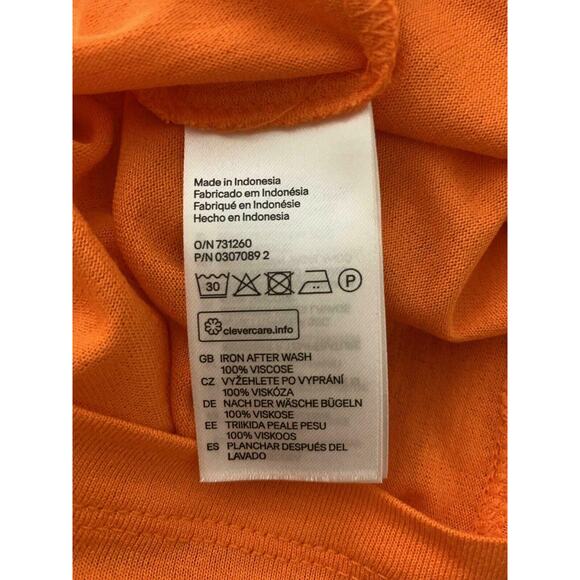 Made in Indonesia
Fabricado em Indonésia
Fabriqué en Indonésie
Hecho en Indonesia
O/N 731260
P/N 0307089 2
30 P
clevercare.info
GB IRON AFTER WASH
100% VISCOSE
CZ VYŽEHLETE PO VYPRÁNÍ
100% VISKÓZA
DE NACH DER WÄSCHE BÜGELN
100% VISKOSE
EE TRIIKIDA PEALE PESU
100% VISKOOS
ES PLANCHAR DESPUÉS DEL
LAVADO